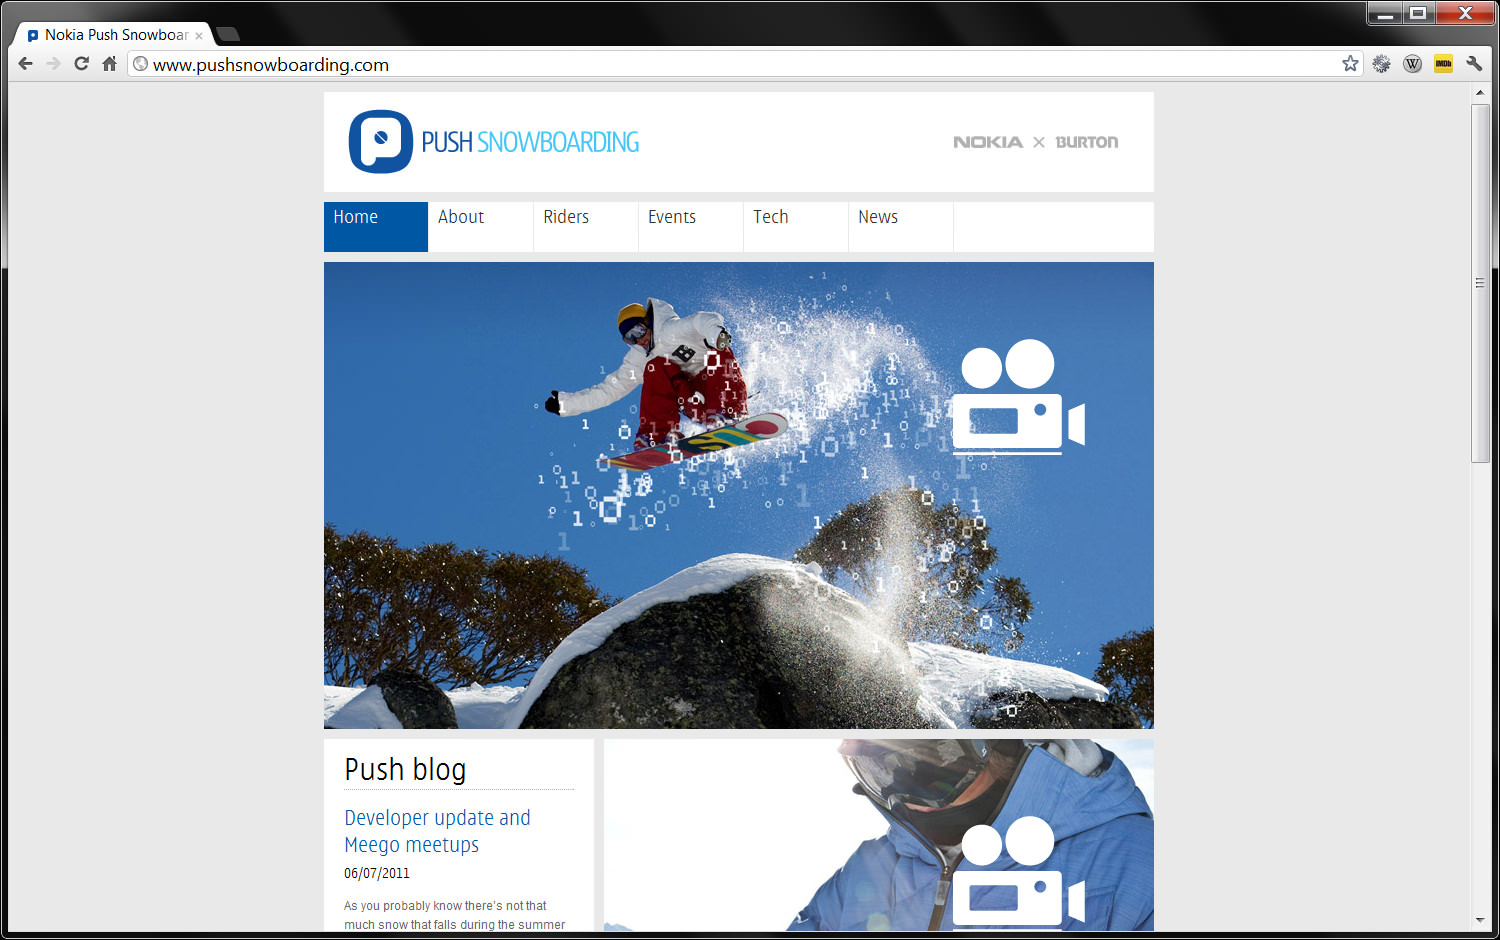 Nokia Push Snowboar
www.pushsnowboarding.com
W
IMDb
PUSH SNOWBOARDING
NOKIA X BURTON
Home
About
Riders
Events
Tech
News
Push blog
Developer update and
Meego meetups
06/07/2011
As you probably know there's not that
much snow that falls during the summer